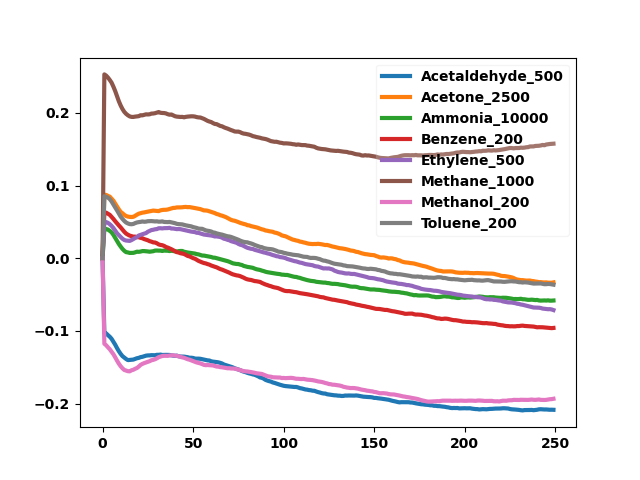 Acetaldehyde_500
Acetone_2500
Ammonia_10000
Benzene_200
Ethylene_500
Methane_1000
Methanol_200
Toluene_200
0.2
0.1
0.0
−0.1
−0.2
0 50 100 150 200 250